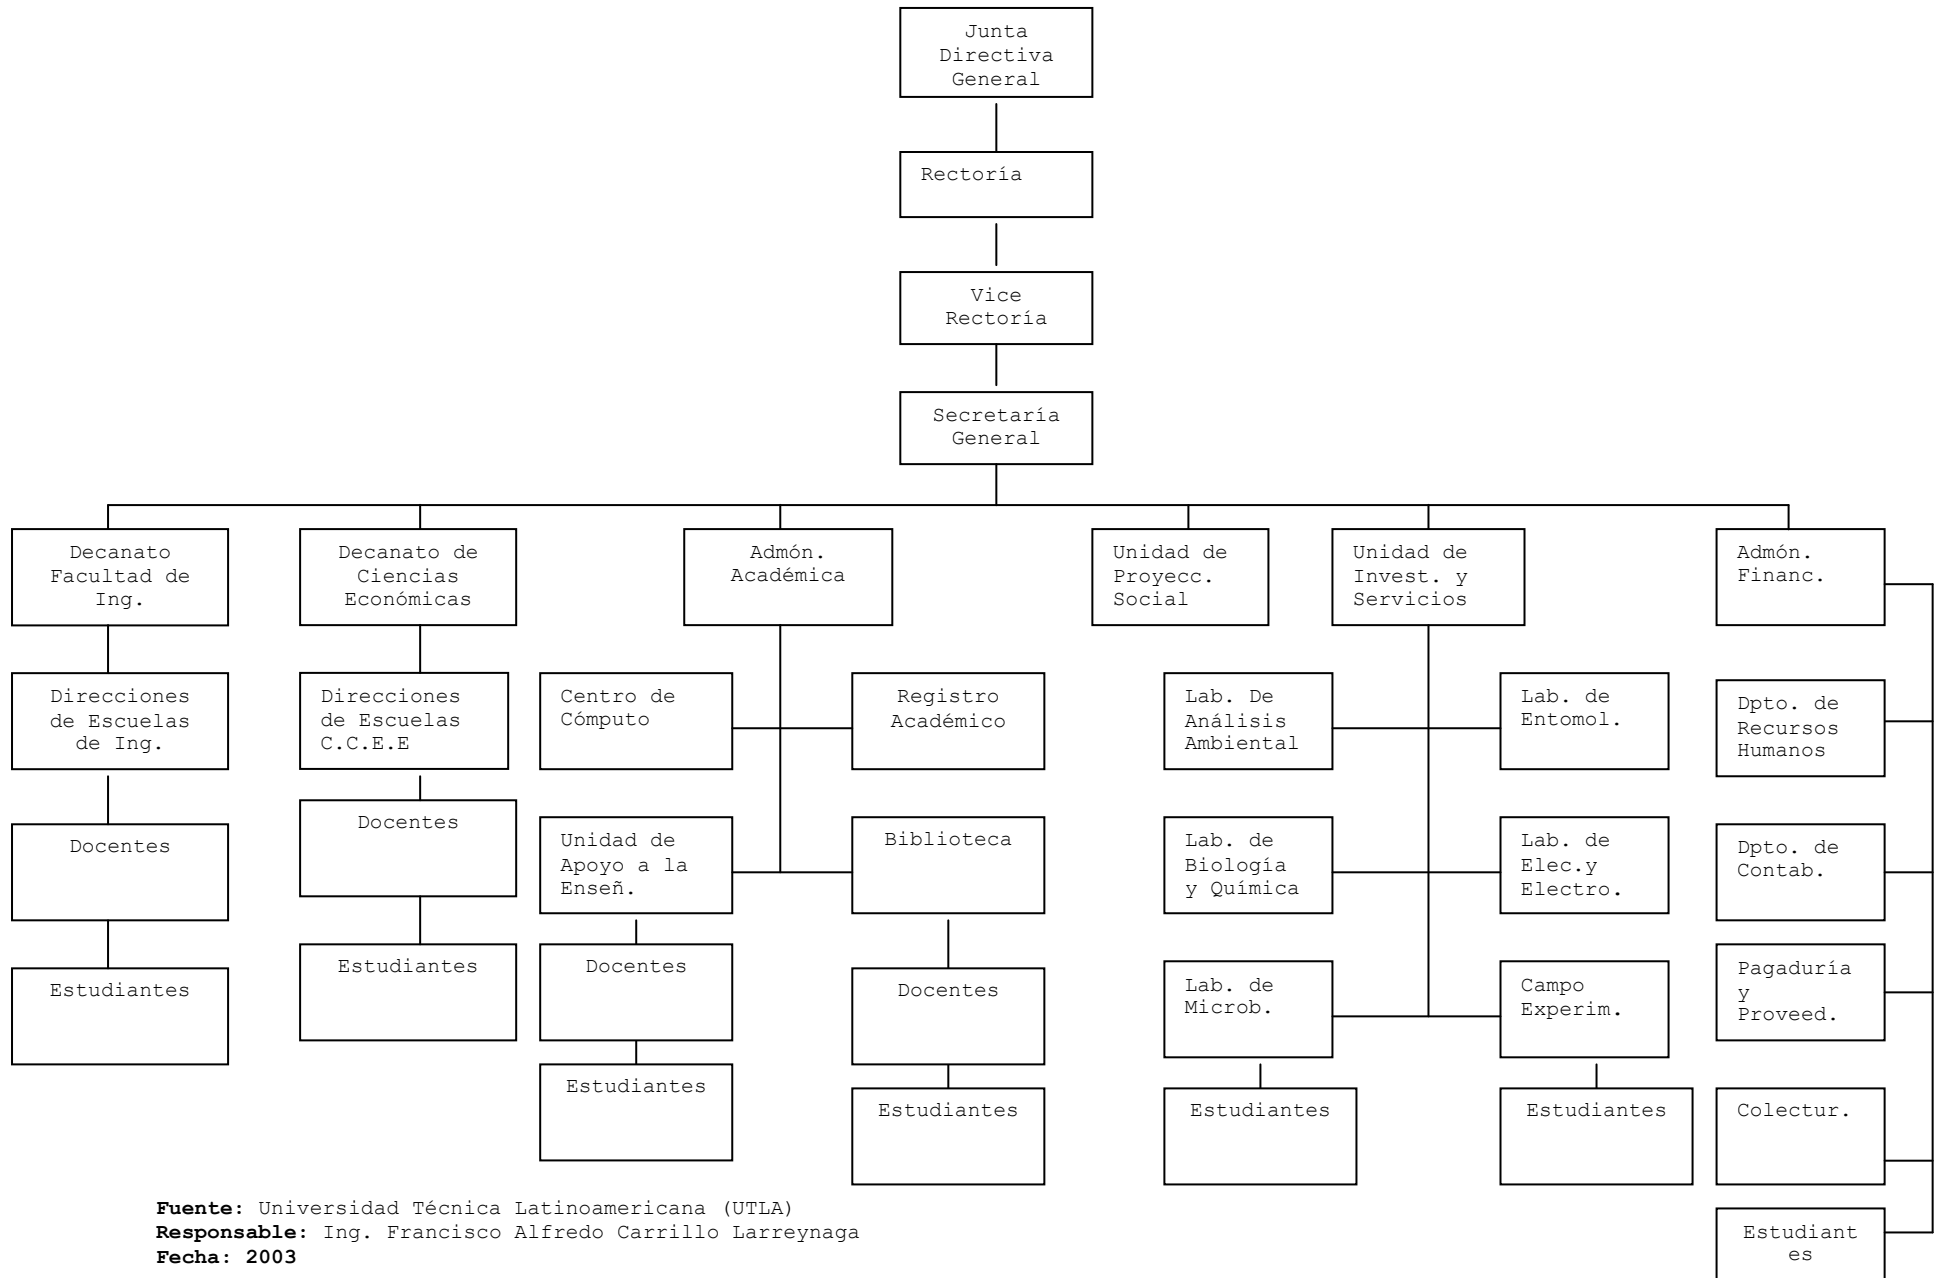 Junta
Directiva
General
Rectoría
Vice
Rectoría
Secretaría
General
Decanato
Facultad de
Ing.
Decanato de
Ciencias
Económicas
Admón.
Académica
Unidad de
Proyecc.
Social
Unidad de
Invest. y
Servicios
Admón.
Financ.
Direcciones
de Escuelas
de Ing.
Direcciones
de Escuelas
C.C.E.E
Centro de
Cómputo
Registro
Académico
Lab. De
Análisis
Ambiental
Lab. de
Entomol.
Dpto. de
Recursos
Humanos
Docentes
Docentes
Unidad de
Apoyo a la
Enseñ.
Biblioteca
Lab. de
Biología
y Química
Lab. de
Elec.y
Electro.
Dpto. de
Contab.
Estudiantes
Estudiantes
Docentes
Docentes
Lab. de
Microb.
Campo
Experim.
Pagaduría
y
Proveed.
Estudiantes
Estudiantes
Estudiantes
Estudiantes
Colectur.
Estudiant
es
Fuente: Universidad Técnica Latinoamericana (UTLA)
Responsable: Ing. Francisco Alfredo Carrillo Larreynaga
Fecha: 2003